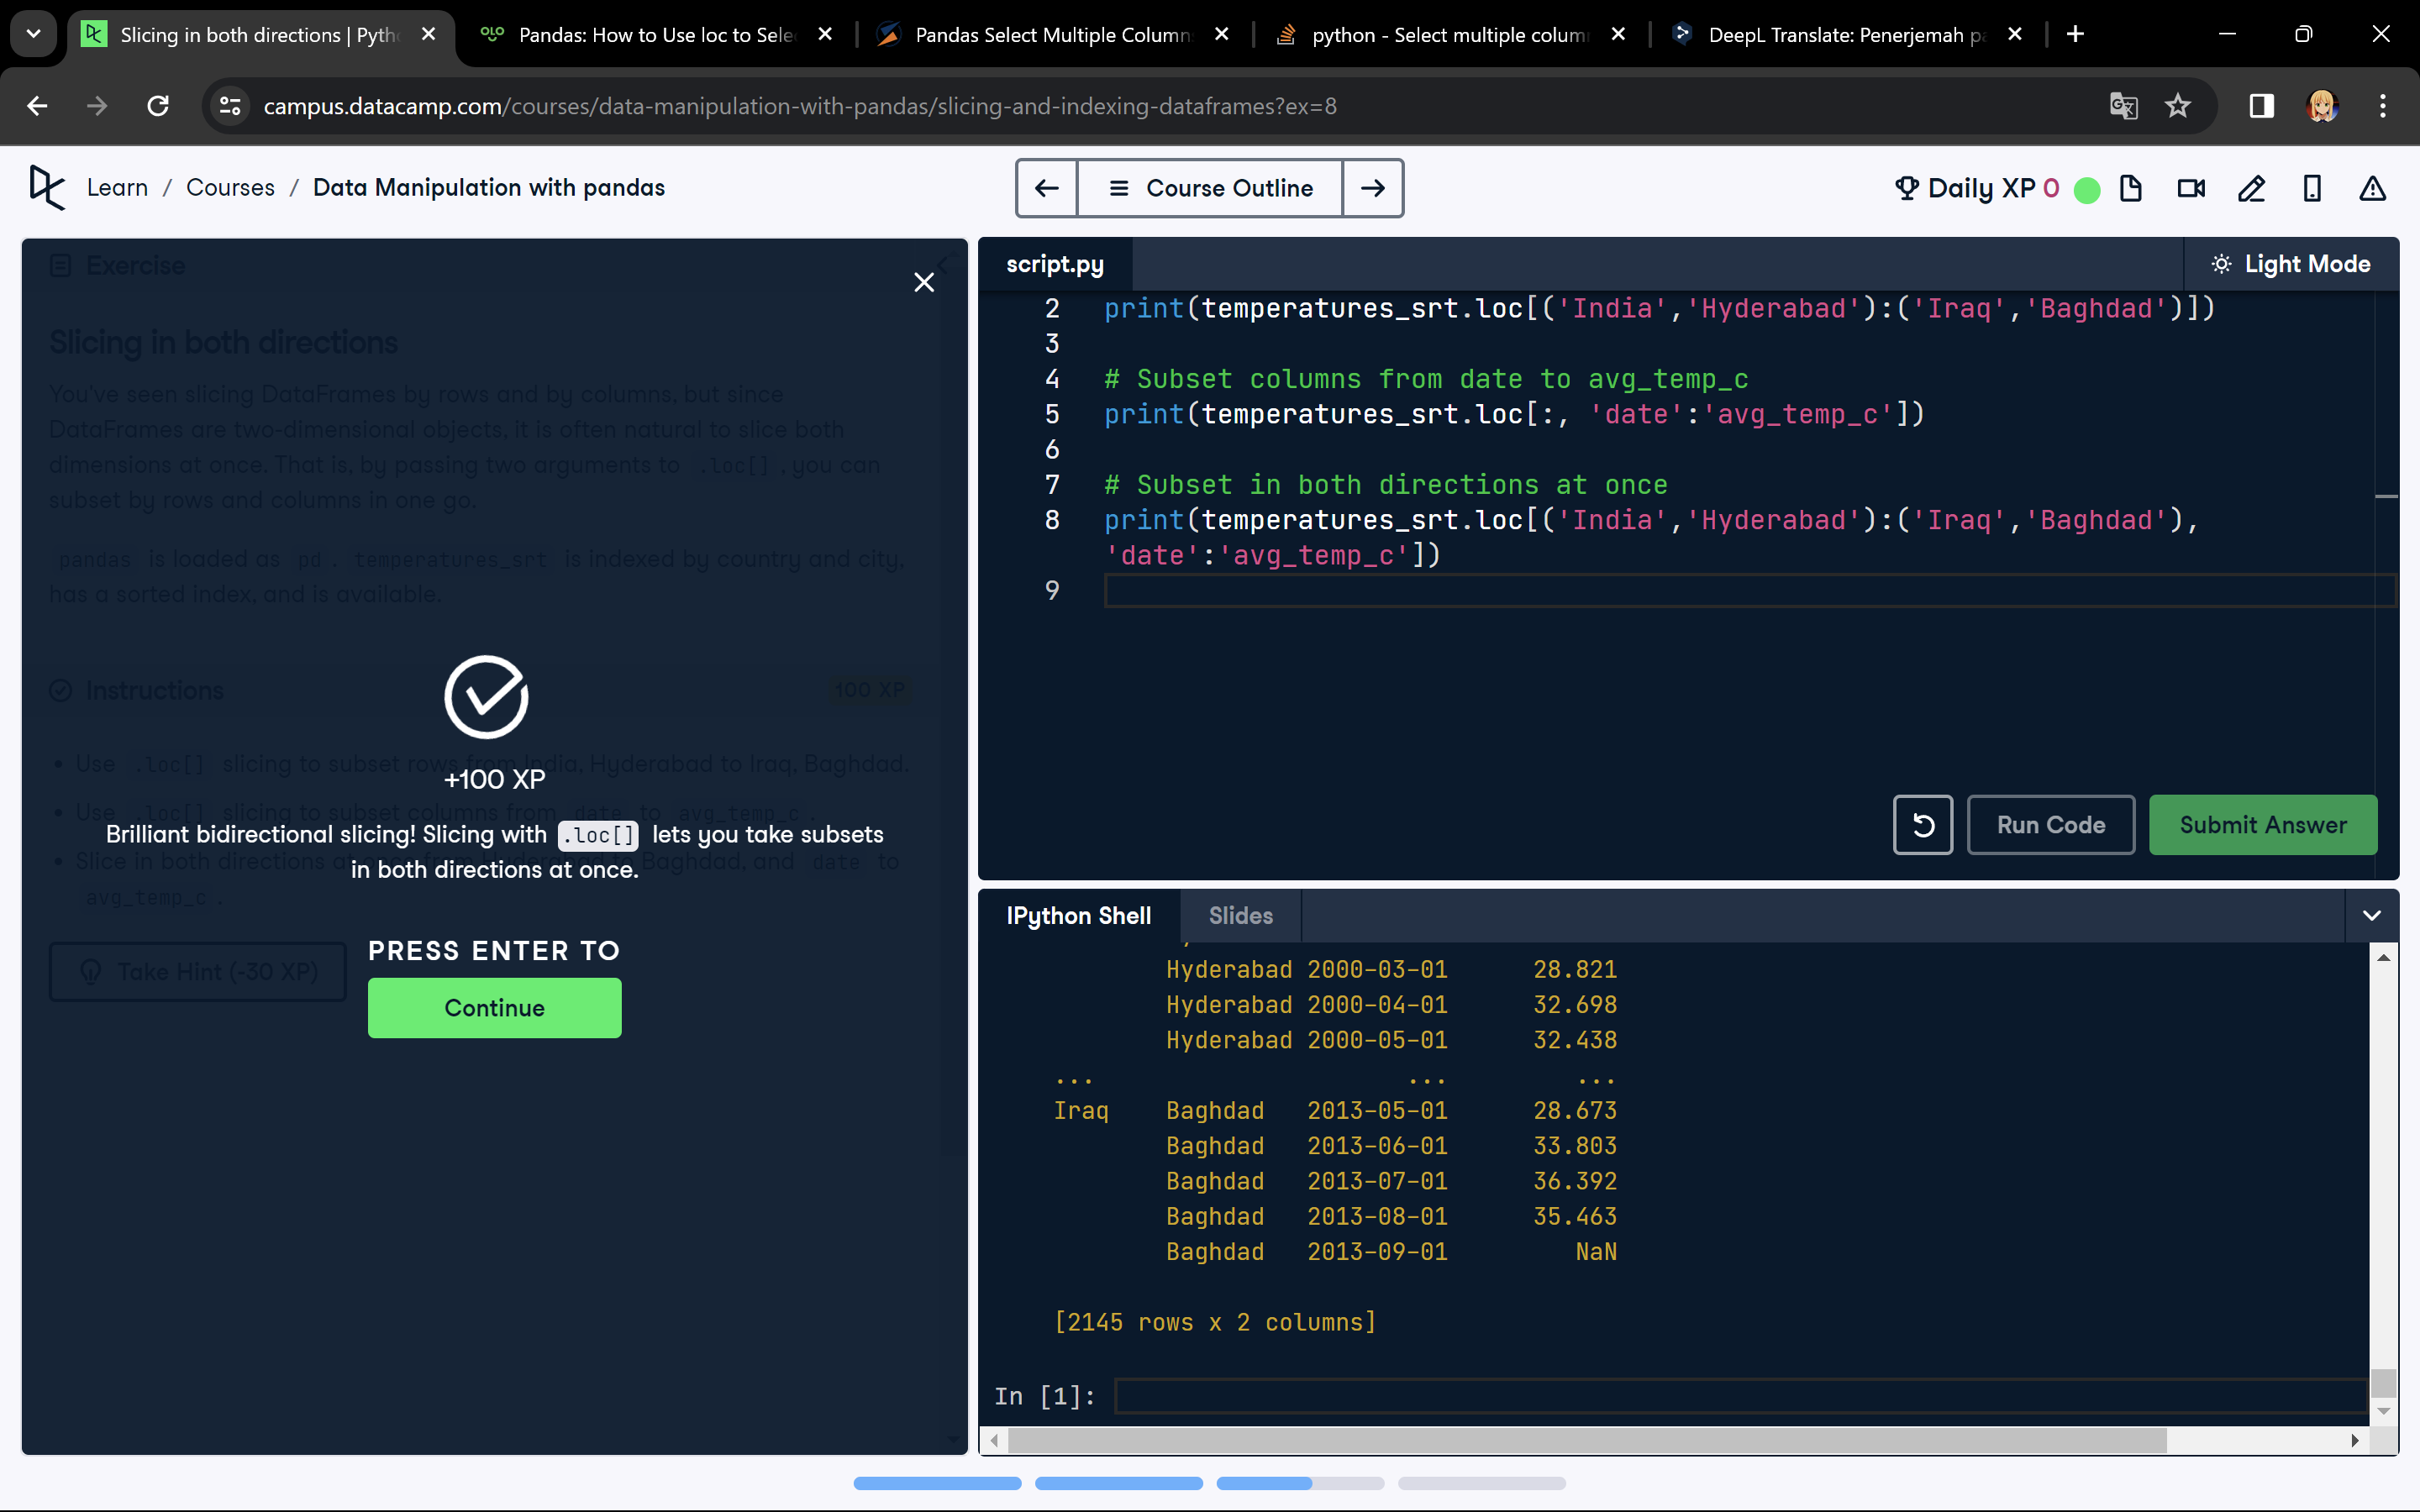 Slicing in both directions | Pyth
Pandas: How to Use loc to Sele
Pandas Select Multiple Column
python - Select multiple colum
DeepL Translate: Penerjemah p
campus.datacamp.com/courses/data-manipulation-with-pandas/slicing-and-indexing-dataframes?ex=8
Learn / Courses / Data Manipulation with pandas
Course Outline
Daily XP 0
Exercise
Slicing in both directions
You've seen slicing DataFrames by rows and by columns, but since
DataFrames are two-dimensional objects, it is often natural to slice both
dimensions at once. That is, by passing two arguments to .loc[] , you can
subset by rows and columns in one go.
pandas is loaded as pd . temperatures_srt is indexed by country and city,
has a sorted index, and is available.
Instructions
100 XP
Use .loc[] slicing to subset rows from India, Hyderabad to Iraq, Baghdad.
Use .loc[] slicing to subset columns from date to avg_temp_c .
Slice in both directions at once from Hyderabad to Baghdad, and date to
avg_temp_c .
Take Hint (-30 XP)
+100 XP
Brilliant bidirectional slicing! Slicing with .loc[] lets you take subsets
in both directions at once.
PRESS ENTER TO
Continue
script.py
Light Mode
2 print(temperatures_srt.loc[('India','Hyderabad'):('Iraq','Baghdad')])
3
4 # Subset columns from date to avg_temp_c
5 print(temperatures_srt.loc[:, 'date':'avg_temp_c'])
6
7 # Subset in both directions at once
8 print(temperatures_srt.loc[('India','Hyderabad'):('Iraq','Baghdad'),
'date':'avg_temp_c'])
9
Run Code
Submit Answer
IPython Shell
Slides
Hyderabad 2000-03-01 28.821
Hyderabad 2000-04-01 32.698
Hyderabad 2000-05-01 32.438
... ... ...
Iraq Baghdad 2013-05-01 28.673
Baghdad 2013-06-01 33.803
Baghdad 2013-07-01 36.392
Baghdad 2013-08-01 35.463
Baghdad 2013-09-01 NaN
[2145 rows x 2 columns]
In [1]: